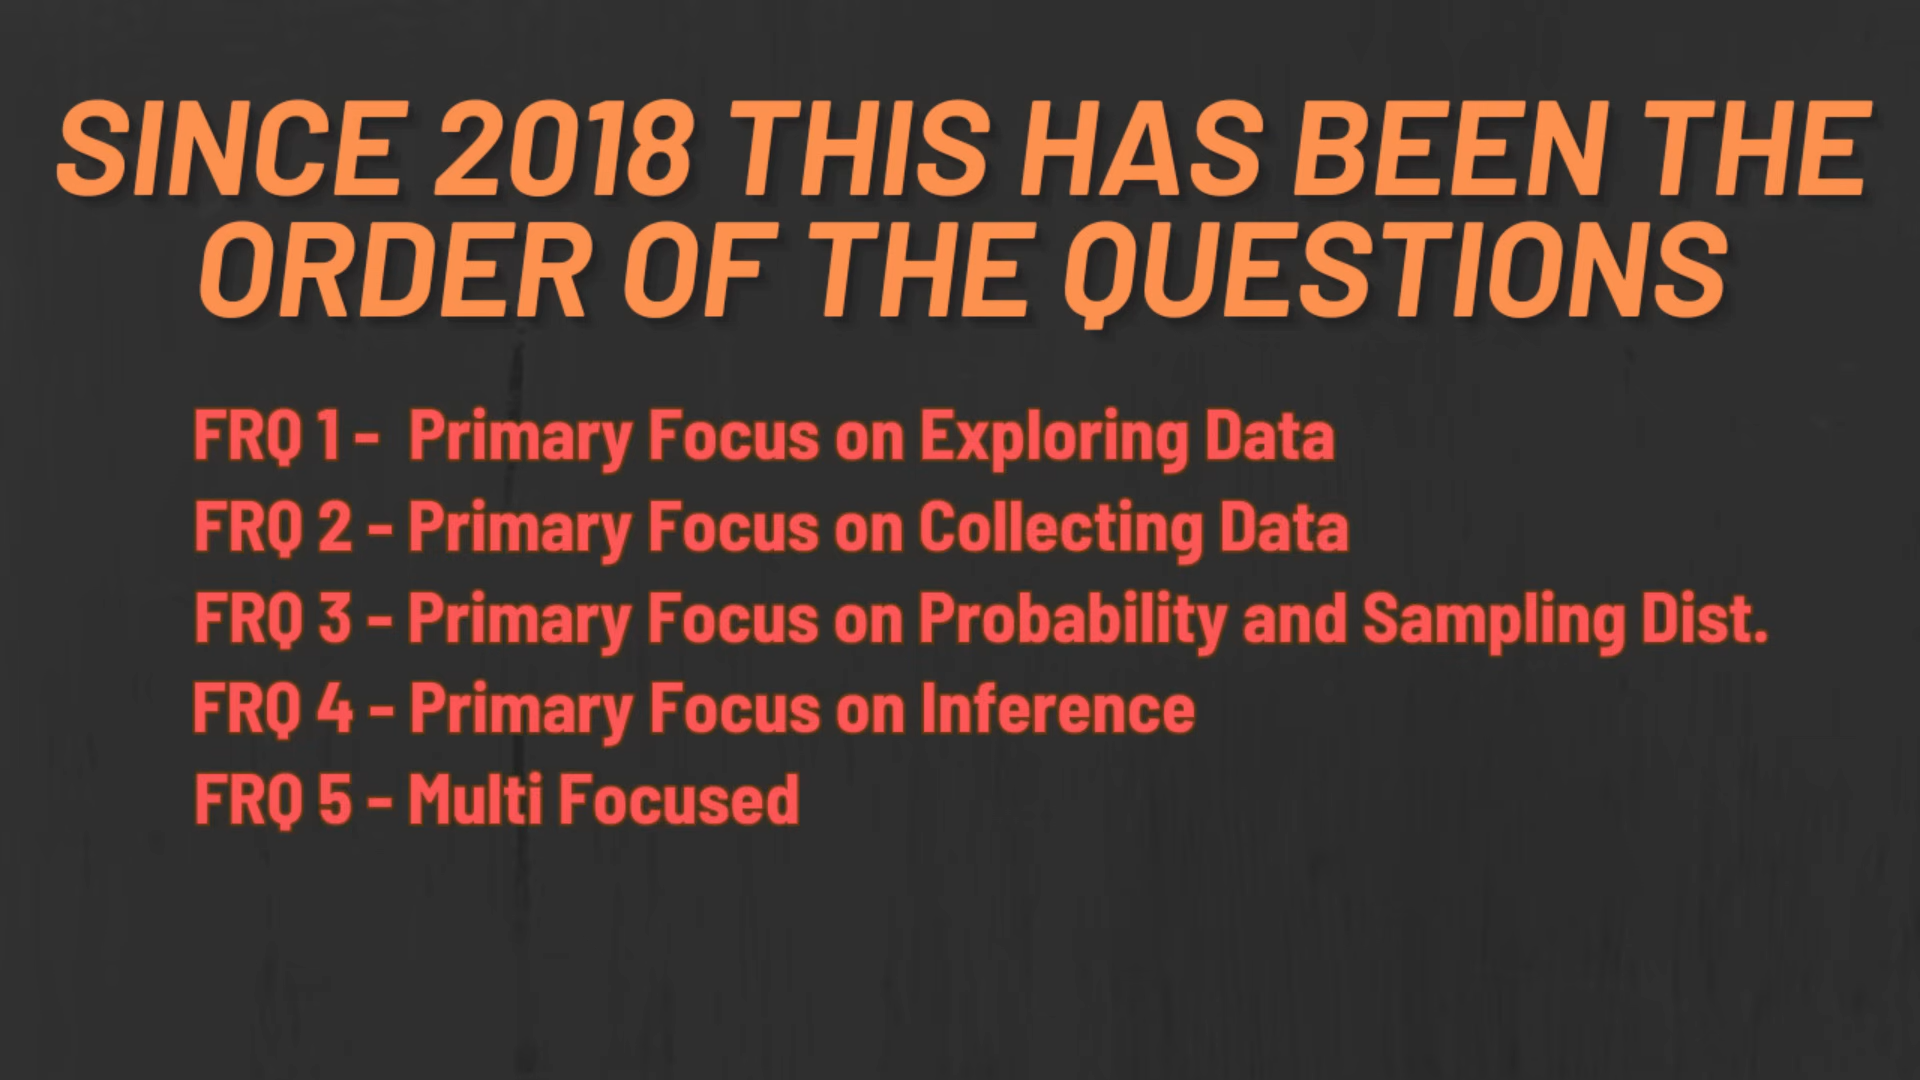 SINCE 2018 THIS HAS BEEN THE
ORDER OF THE QUESTIONS
FRQ 1 - Primary Focus on Exploring Data
FRQ 2 - Primary Focus on Collecting Data
FRQ 3 - Primary Focus on Probability and Sampling Dist.
FRQ 4 - Primary Focus on Inference
FRQ 5 - Multi Focused